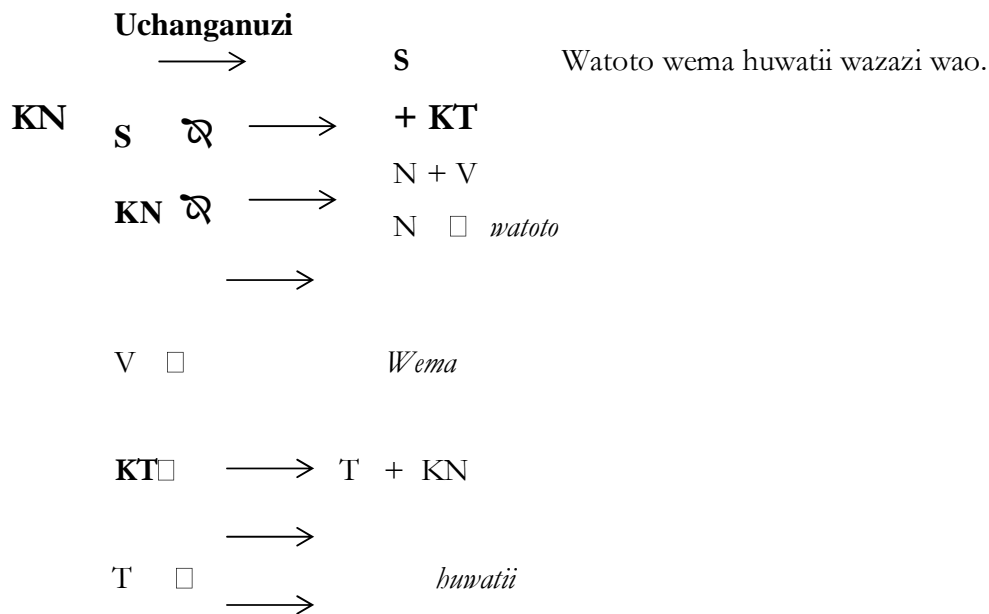 Uchanganuzi
→ S Watoto wema huwatii wazazi wao.
KN S → + KT
N + V
KN →
N □ watoto
→
V □ Wema
KT□ → T + KN
→
T □ huwatii
→